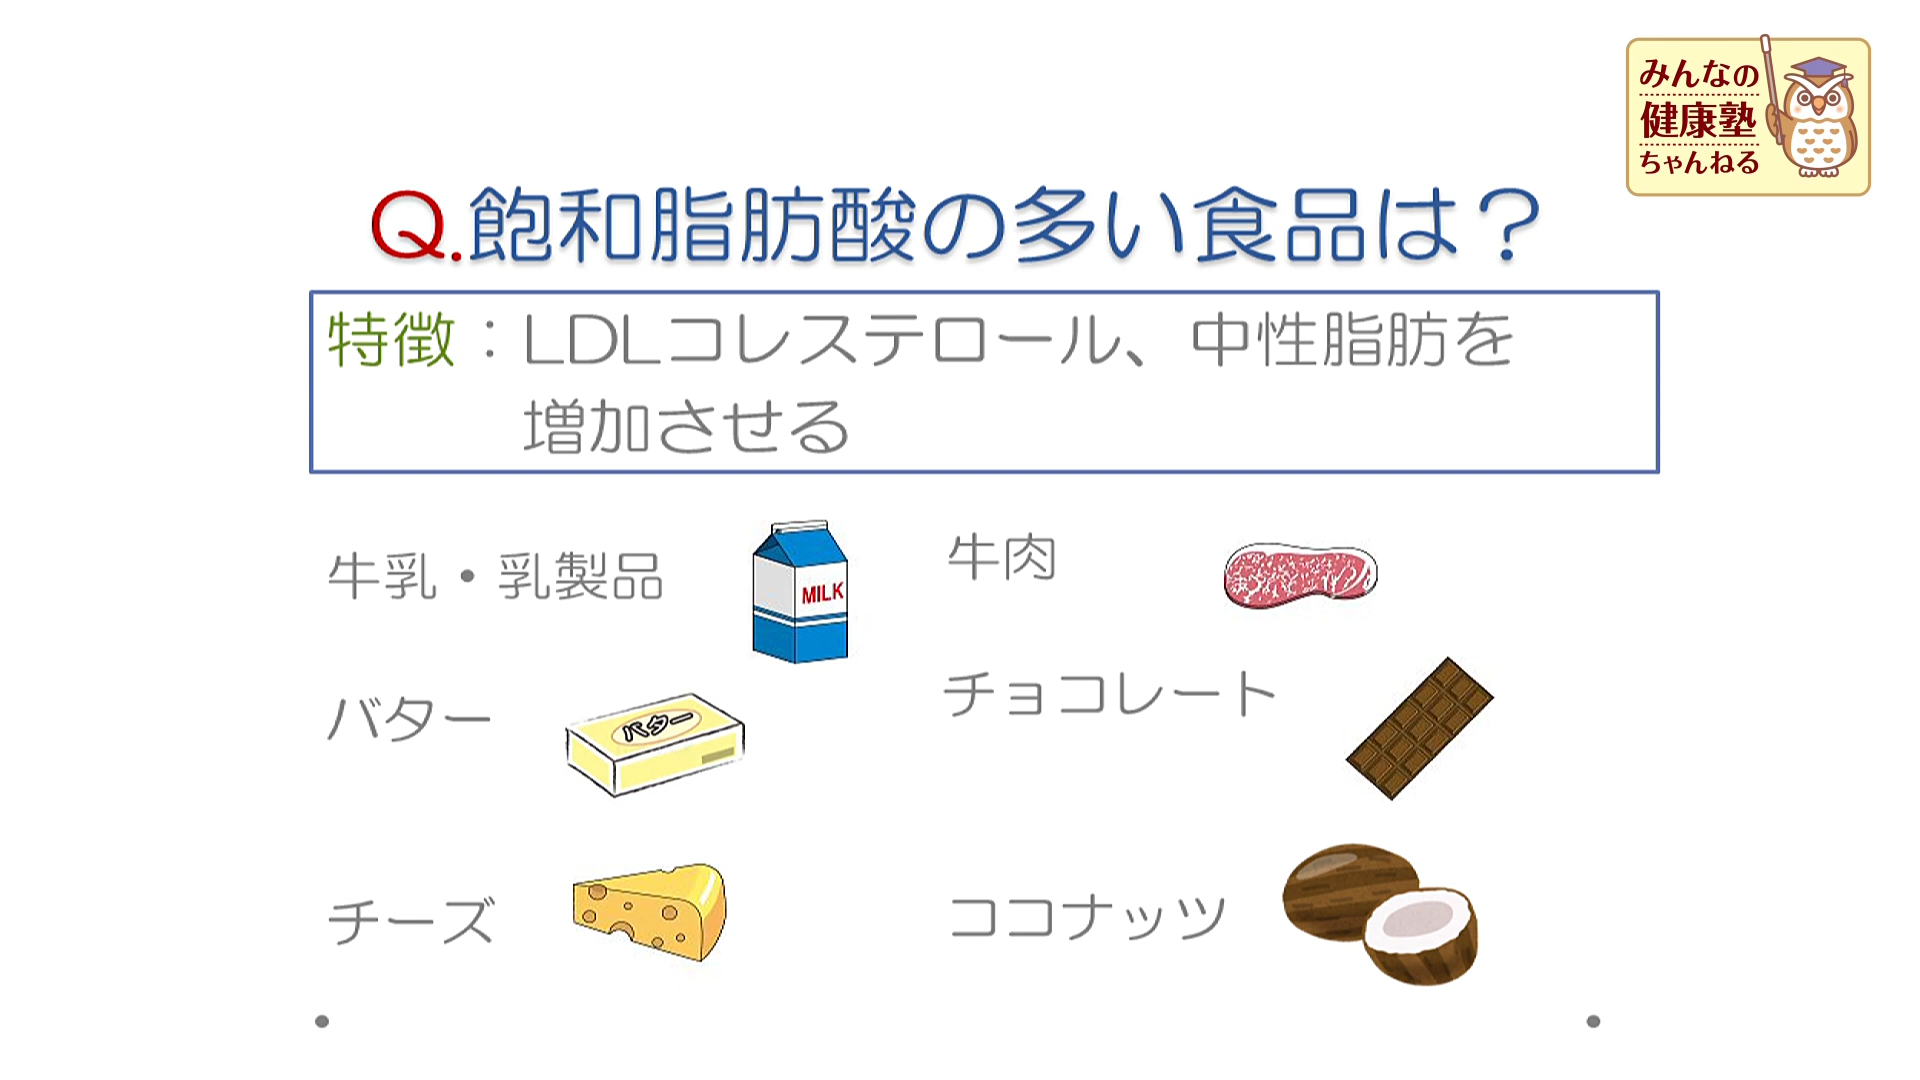 みんなの
健康塾
ちゃんねる
Q.飽和脂肪酸の多い食品は？
特徴：LDLコレステロール、中性脂肪を
増加させる
牛乳・乳製品
MILK
牛肉
バター
バター
チョコレート
チーズ
ココナッツ